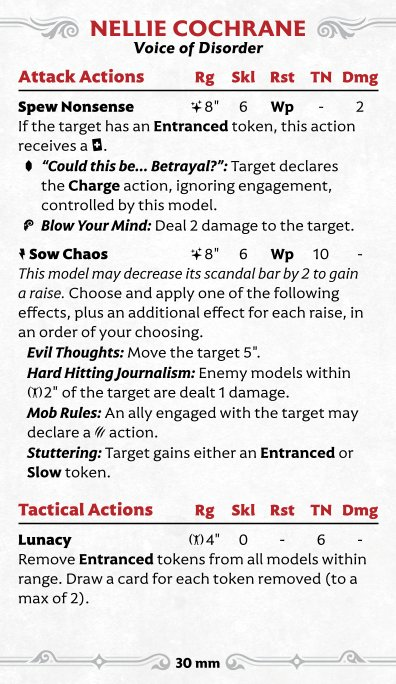 NELLIE COCHRANE
Voice of Disorder
Attack Actions Rg Skl Rst TN Dmg
Spew Nonsense 8" 6 Wp - 2
If the target has an Entranced token, this action
receives a .
"Could this be... Betrayal?": Target declares
the Charge action, ignoring engagement,
controlled by this model.
Blow Your Mind: Deal 2 damage to the target.
Sow Chaos 8" 6 Wp 10 -
This model may decrease its scandal bar by 2 to gain
a raise. Choose and apply one of the following
effects, plus an additional effect for each raise, in
an order of your choosing.
Evil Thoughts: Move the target 5".
Hard Hitting Journalism: Enemy models within
2" of the target are dealt 1 damage.
Mob Rules: An ally engaged with the target may
declare a action.
Stuttering: Target gains either an Entranced or
Slow token.
Tactical Actions Rg Skl Rst TN Dmg
Lunacy 4" 0 - 6 -
Remove Entranced tokens from all models within
range. Draw a card for each token removed (to a
max of 2).
30 mm